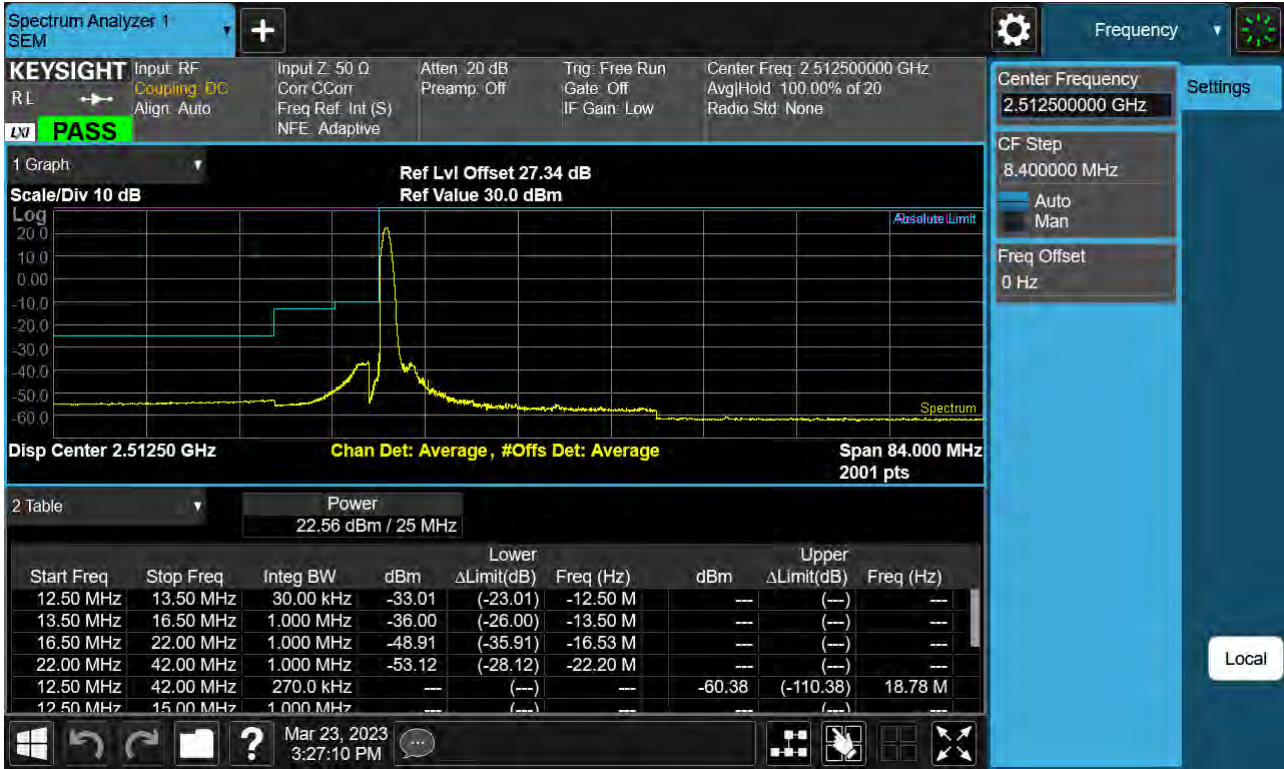 Spectrum Analyzer 1
SEM
Frequency
KEYSIGHT
Input: RF
Coupling: DC
Align: Auto
Input Z: 50 Ω
Corr CCorr
Freq Ref: Int (S)
NFE: Adaptive
Atten: 20 dB
Preamp: Off
Trig: Free Run
Gate: Off
IF Gain: Low
Center Freq: 2.512500000 GHz
Avg|Hold: 100.00% of 20
Radio Std: None
R L
LXI PASS
Center Frequency
2.512500000 GHz
Settings
CF Step
8.400000 MHz
Auto
Man
Freq Offset
0 Hz
1 Graph
Ref Lvl Offset 27.34 dB
Scale/Div 10 dB
Ref Value 30.0 dBm
Log
20.0
10.0
0.00
-10.0
-20.0
-30.0
-40.0
-50.0
-60.0
Spectrum
Disp Center 2.51250 GHz
Chan Det: Average, #Offs Det: Average
Span 84.000 MHz
2001 pts
2 Table
Power
22.56 dBm / 25 MHz
Lower Upper
Start Freq Stop Freq Integ BW dBm ΔLimit(dB) Freq (Hz) dBm ΔLimit(dB) Freq (Hz)
12.50 MHz 13.50 MHz 30.00 kHz -33.01 (-23.01) -12.50 M --- (---) ---
13.50 MHz 16.50 MHz 1.000 MHz -36.00 (-26.00) -13.50 M --- (---) ---
16.50 MHz 22.00 MHz 1.000 MHz -48.91 (-35.91) -16.53 M --- (---) ---
22.00 MHz 42.00 MHz 1.000 MHz -53.12 (-28.12) -22.20 M --- (---) ---
12.50 MHz 42.00 MHz 270.0 kHz --- (---) --- -60.38 (-110.38) 18.78 M
12.50 MHz 15.00 MHz 1.000 MHz --- (---) --- --- (---) ---
Local
Mar 23, 2023
3:27:10 PM